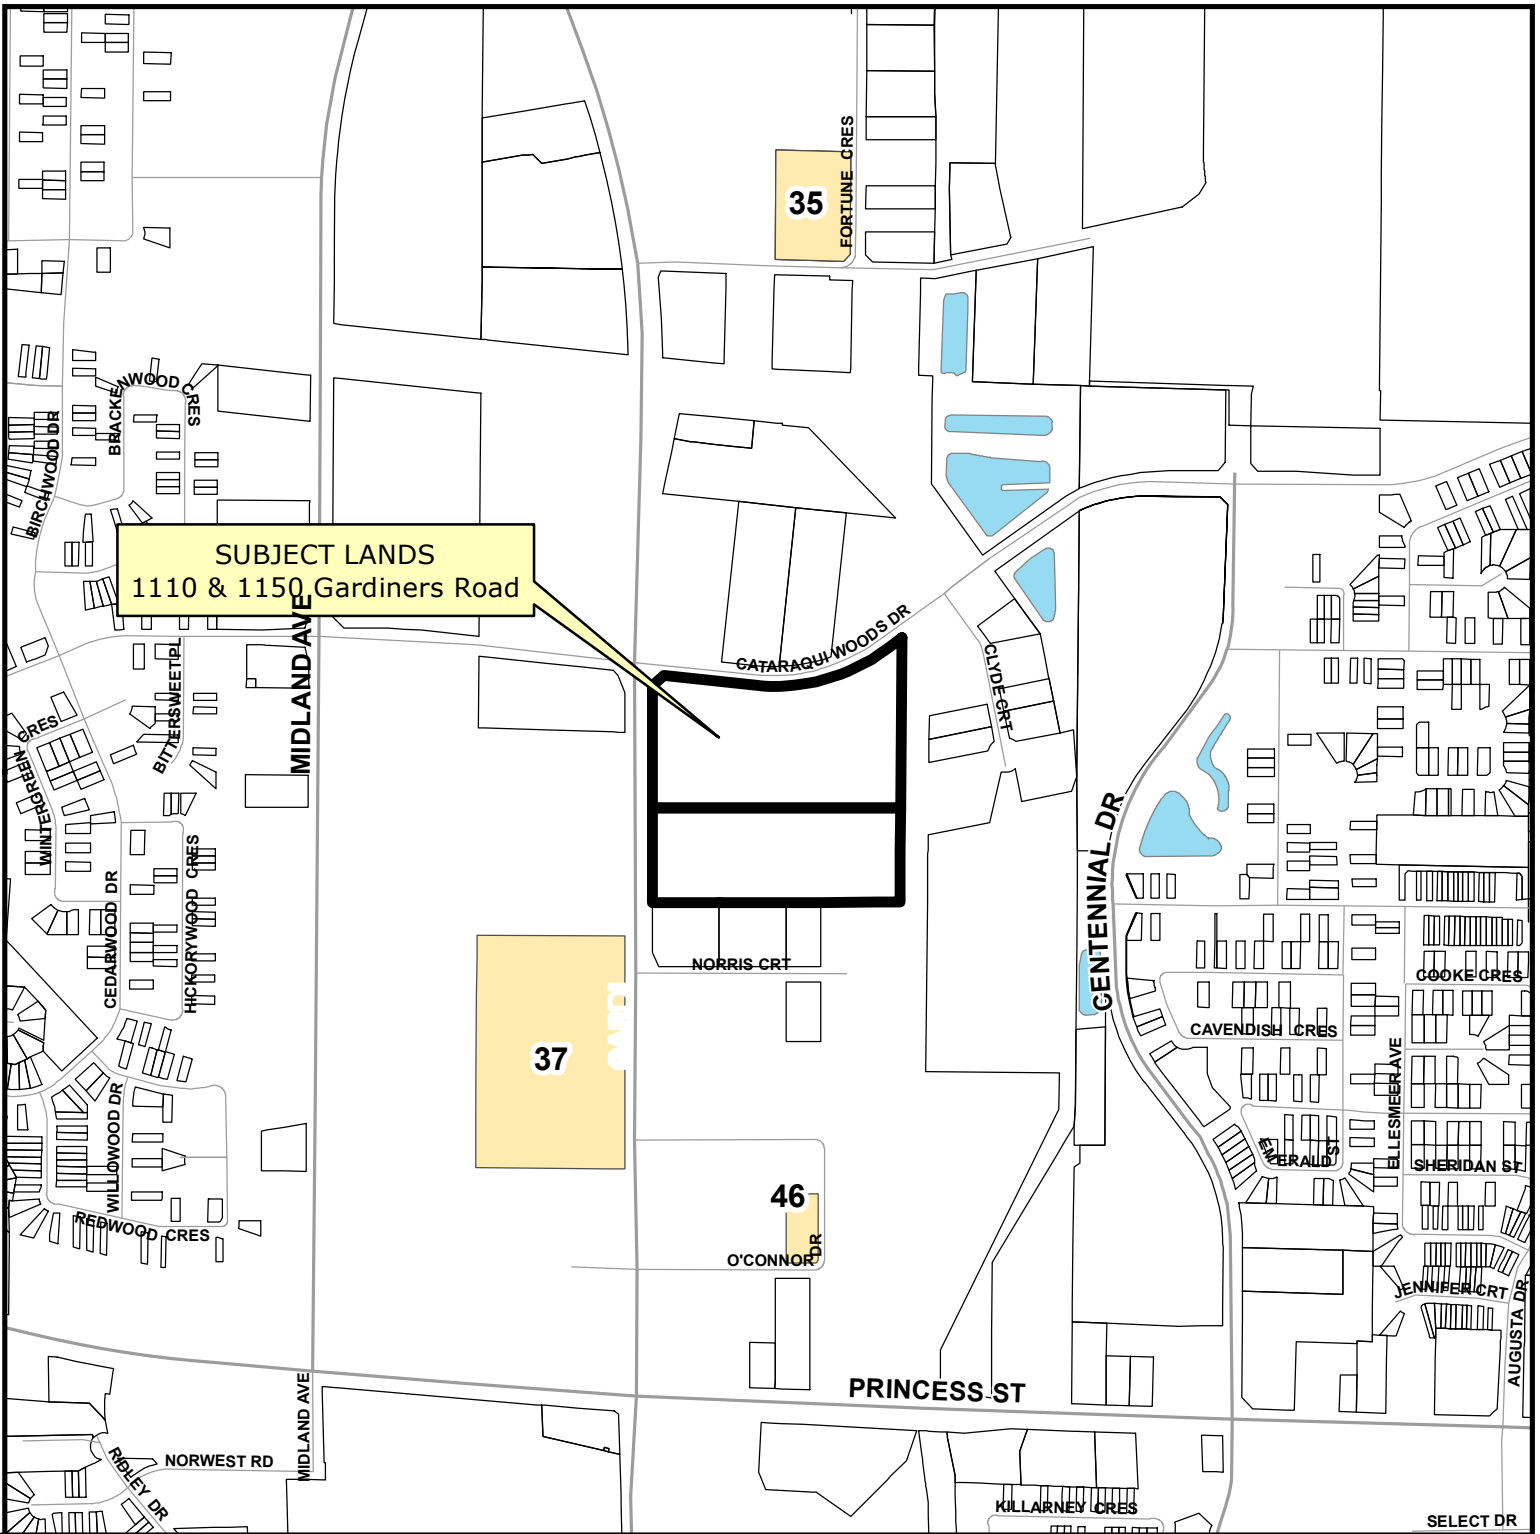 FORTUNE CRES
35
BRACKENWOOD CRES
BIRCHWOOD DR
SUBJECT LANDS
1110 & 1150 Gardiners Road
MIDLAND AVE
CATARAQUI WOODS DR
CLYDE CRT
BITTERSWEET PL
WINTERGREEN CRES
CENTENNIAL DR
CEDARWOOD DR
HICKORYWOOD CRES
NORRIS CRT
COOKE CRES
CAVENDISH CRES
37
ELLESMEER AVE
WILLOWOOD DR
EMERALD ST
SHERIDAN ST
46
REDWOOD CRES
O'CONNOR DR
JENNIFER CRT
AUGUSTA DR
PRINCESS ST
MIDLAND AVE
NORWEST RD
RIDLEY DR
KILLARNEY CRES
SELECT DR